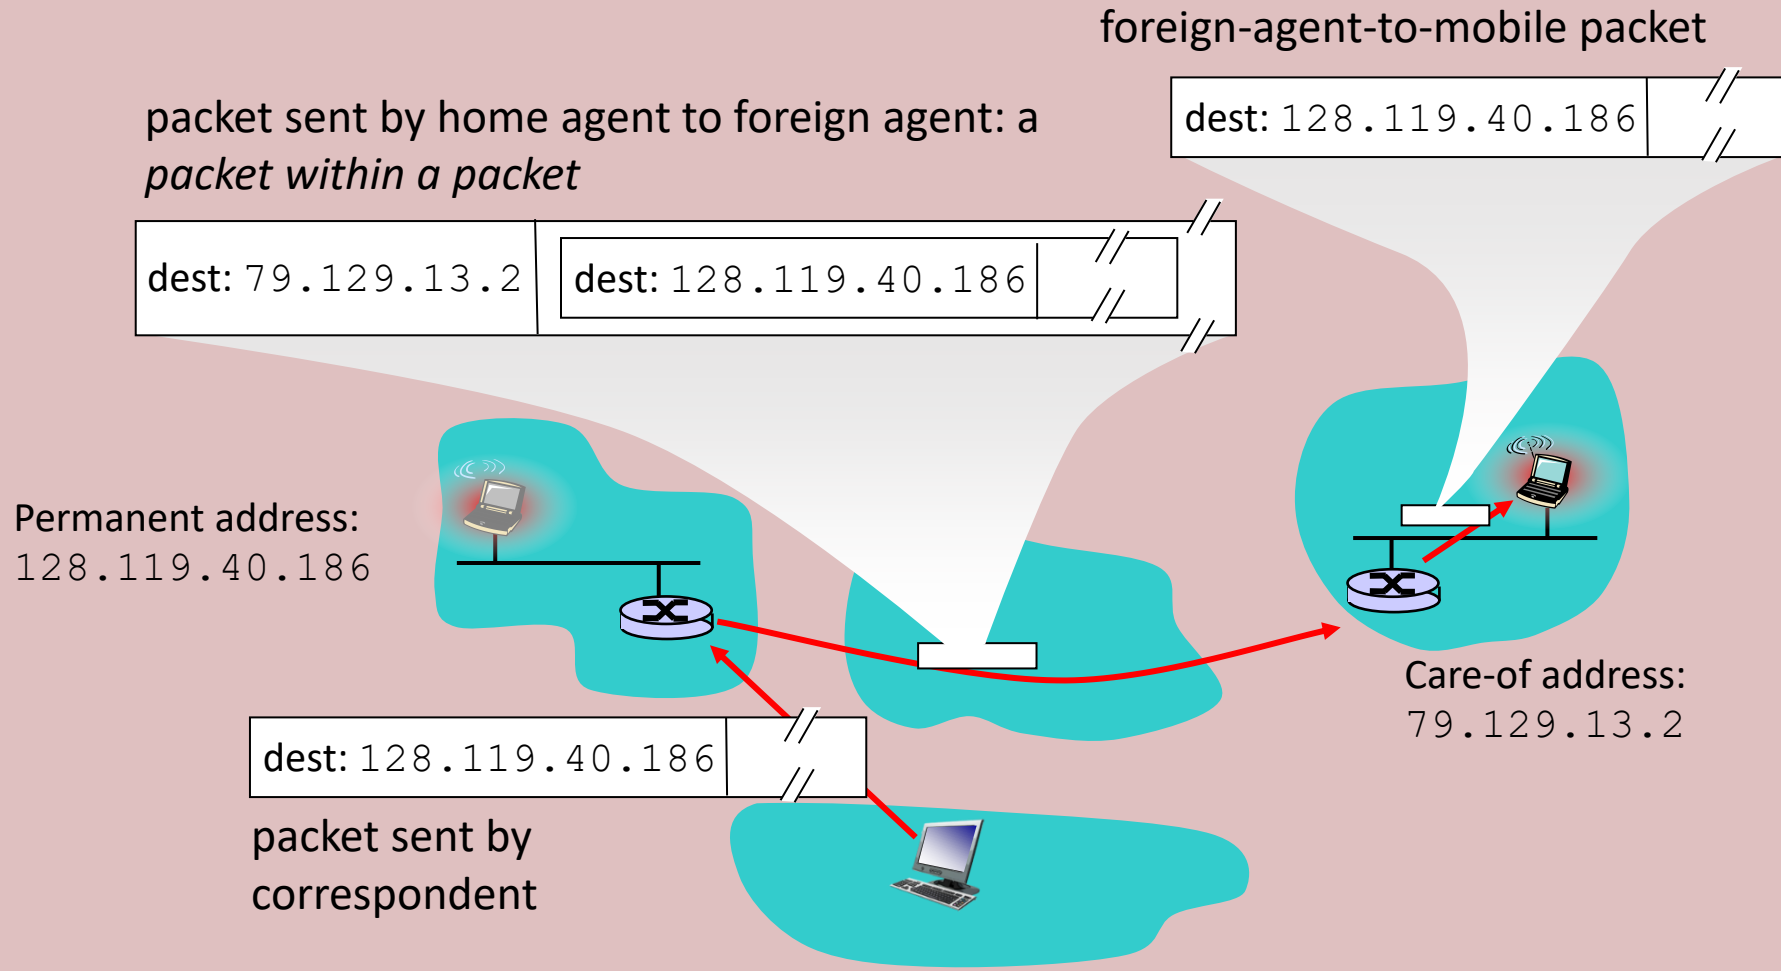 foreign-agent-to-mobile packet
dest: 128.119.40.186
packet sent by home agent to foreign agent: a
packet within a packet
dest: 79.129.13.2
dest: 128.119.40.186
Permanent address:
128.119.40.186
Care-of address:
79.129.13.2
dest: 128.119.40.186
packet sent by
correspondent